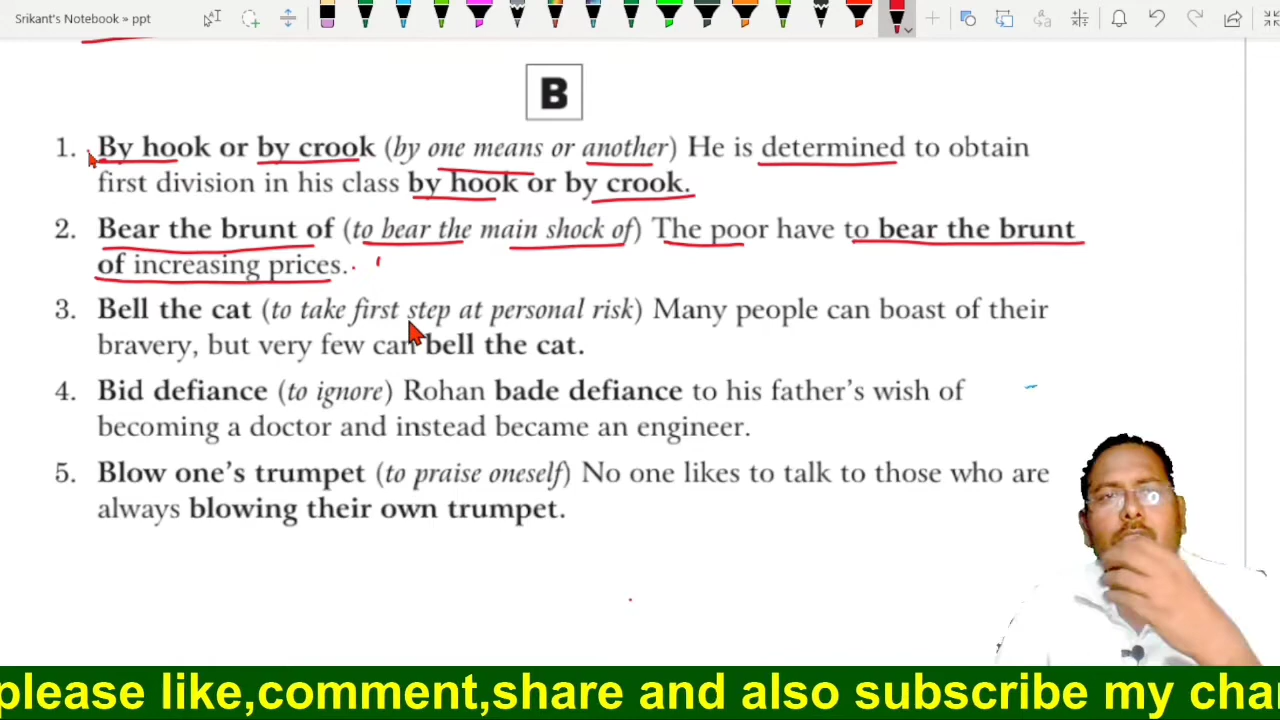 Srikant's Notebook » ppt
B
1. By hook or by crook (by one means or another) He is determined to obtain
first division in his class by hook or by crook.
2. Bear the brunt of (to bear the main shock of) The poor have to bear the brunt
of increasing prices.
3. Bell the cat (to take first step at personal risk) Many people can boast of their
bravery, but very few can bell the cat.
4. Bid defiance (to ignore) Rohan bade defiance to his father's wish of
becoming a doctor and instead became an engineer.
5. Blow one's trumpet (to praise oneself) No one likes to talk to those who are
always blowing their own trumpet.
please like,comment,share and also subscribe my cha